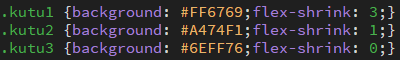 .kutu1 {background: #FF6769;flex-shrink: 3;}
.kutu2 {background: #A474F1;flex-shrink: 1;}
.kutu3 {background: #6EFF76;flex-shrink: 0;}